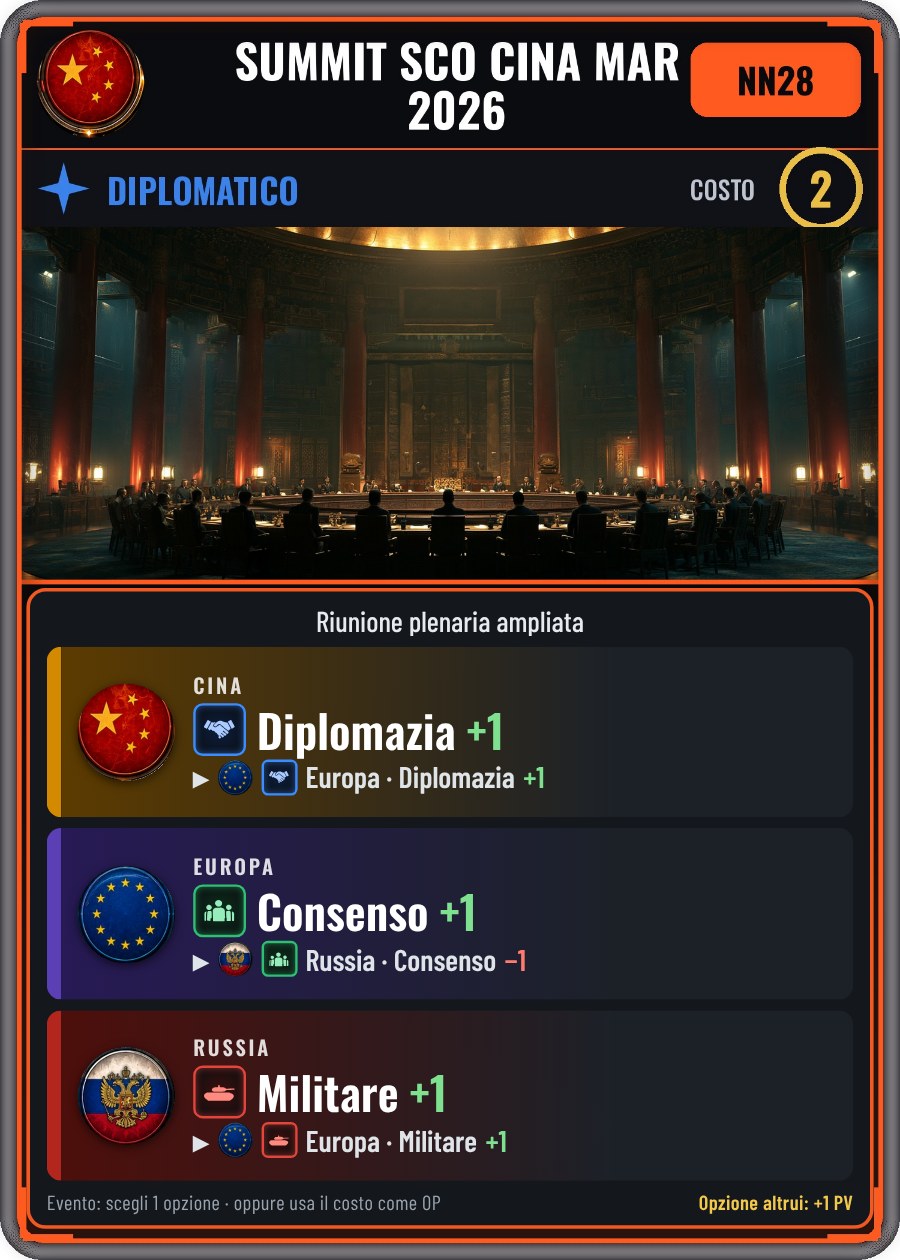 SUMMIT SCO CINA MAR
2026
NN28
DIPLOMATICO
COSTO
2
Riunione plenaria ampliata
CINA
Diplomazia +1
▶ Europa · Diplomazia +1
EUROPA
Consenso +1
▶ Russia · Consenso −1
RUSSIA
Militare +1
▶ Europa · Militare +1
Evento: scegli 1 opzione · oppure usa il costo come OP
Opzione altrui: +1 PV